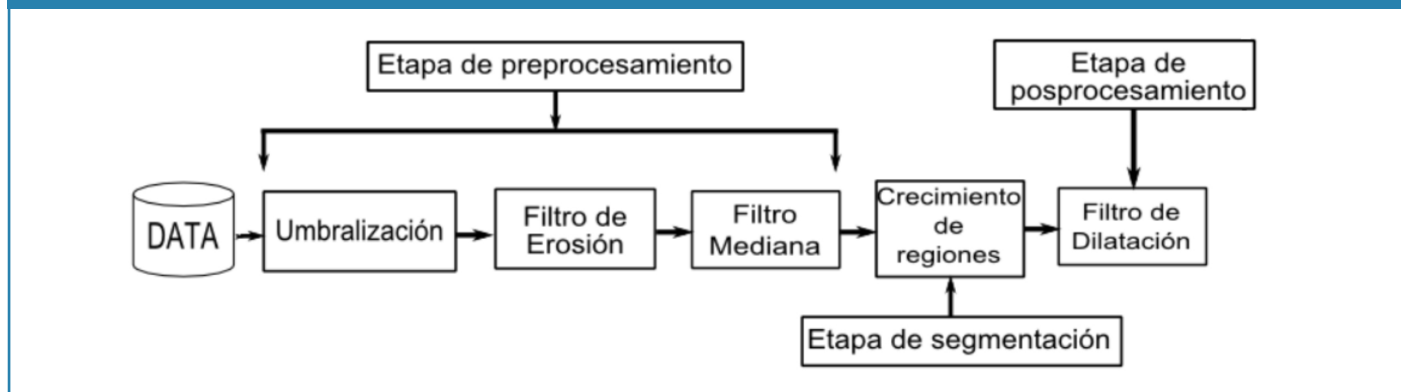 Etapa de preprocesamiento
Etapa de
posprocesamiento
DATA
Umbralización
Filtro de
Erosión
Filtro
Mediana
Crecimiento
de
regiones
Filtro de
Dilatación
Etapa de segmentación